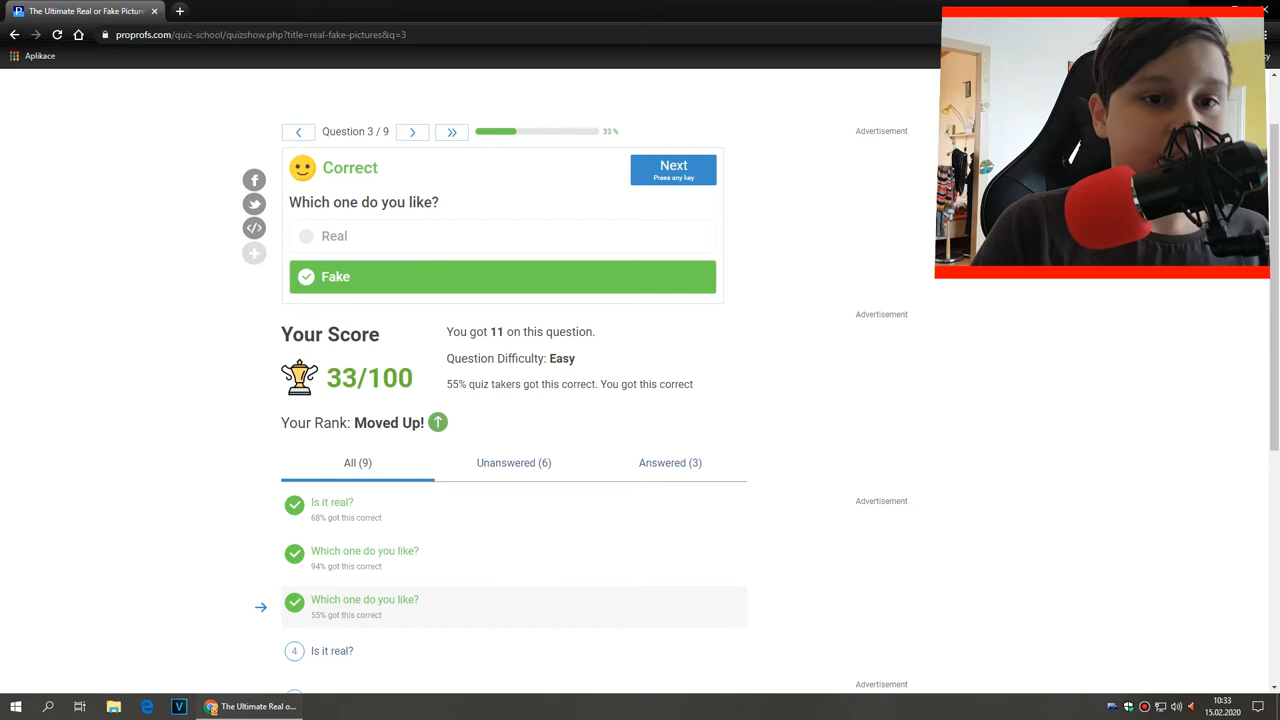 The Ultimate Real or Fake Picture
proprofs.com/quiz-school/quizshow.php?title=real-fake-pictures&q=3
Aplikace
Question 3 / 9
33 %
Advertisement
Correct
Next
Press any key
Which one do you like?
Real
Fake
Advertisement
Your Score
You got 11 on this question.
33/100
Question Difficulty: Easy
55% quiz takers got this correct. You got this correct
Your Rank: Moved Up!
All (9)
Unanswered (6)
Answered (3)
Is it real?
68% got this correct
Advertisement
Which one do you like?
94% got this correct
Which one do you like?
55% got this correct
4
Is it real?
Advertisement
The Ultimate Real o...
10:33
15.02.2020